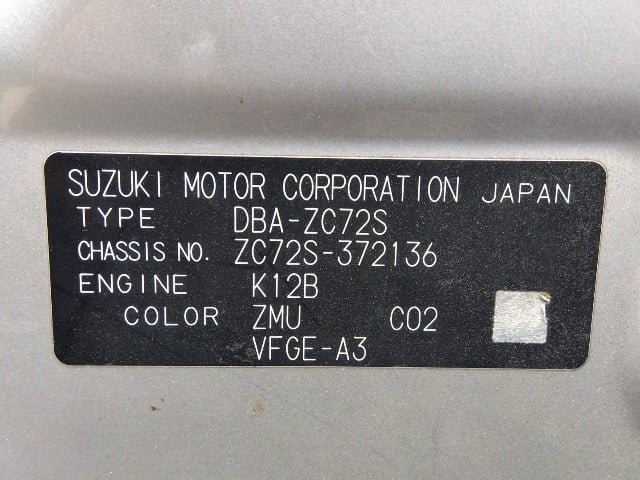 SUZUKI MOTOR CORPORATION JAPAN
TYPE DBA-ZC72S
CHASSIS NO. ZC72S-372136
ENGINE K12B
COLOR ZMU C02
VFGE-A3